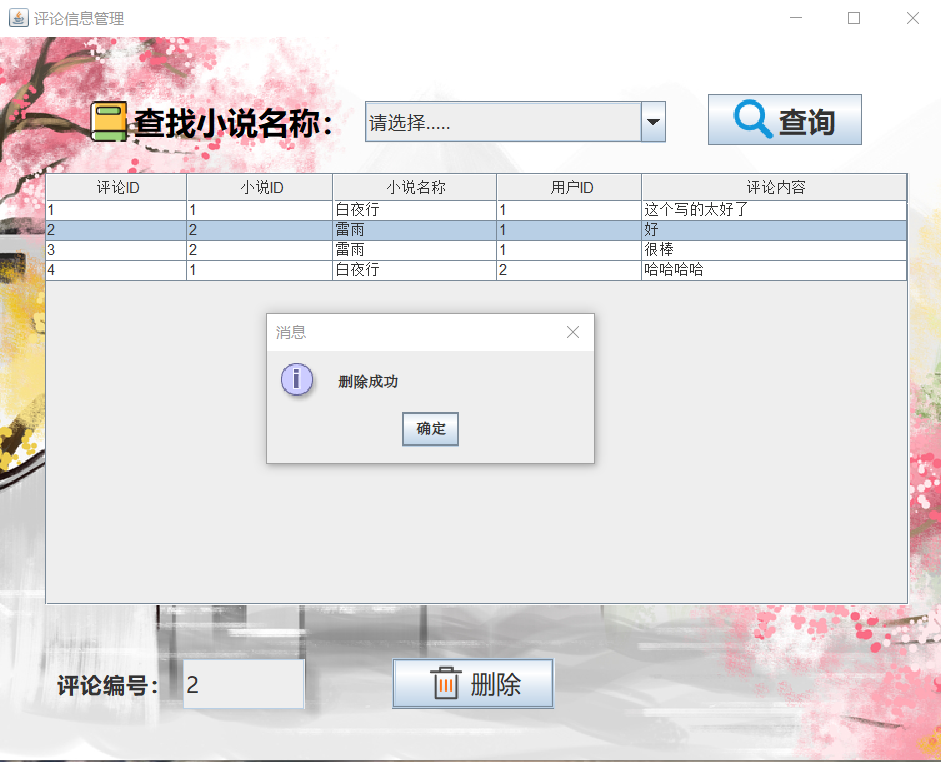 评论信息管理
查找小说名称： 请选择..... 查询
评论ID 小说ID 小说名称 用户ID 评论内容
1 1 白夜行 1 这个写的太好了
2 2 雷雨 1 好
3 2 雷雨 1 很棒
4 1 白夜行 2 哈哈哈哈
消息
删除成功
确定
评论编号： 2 删除